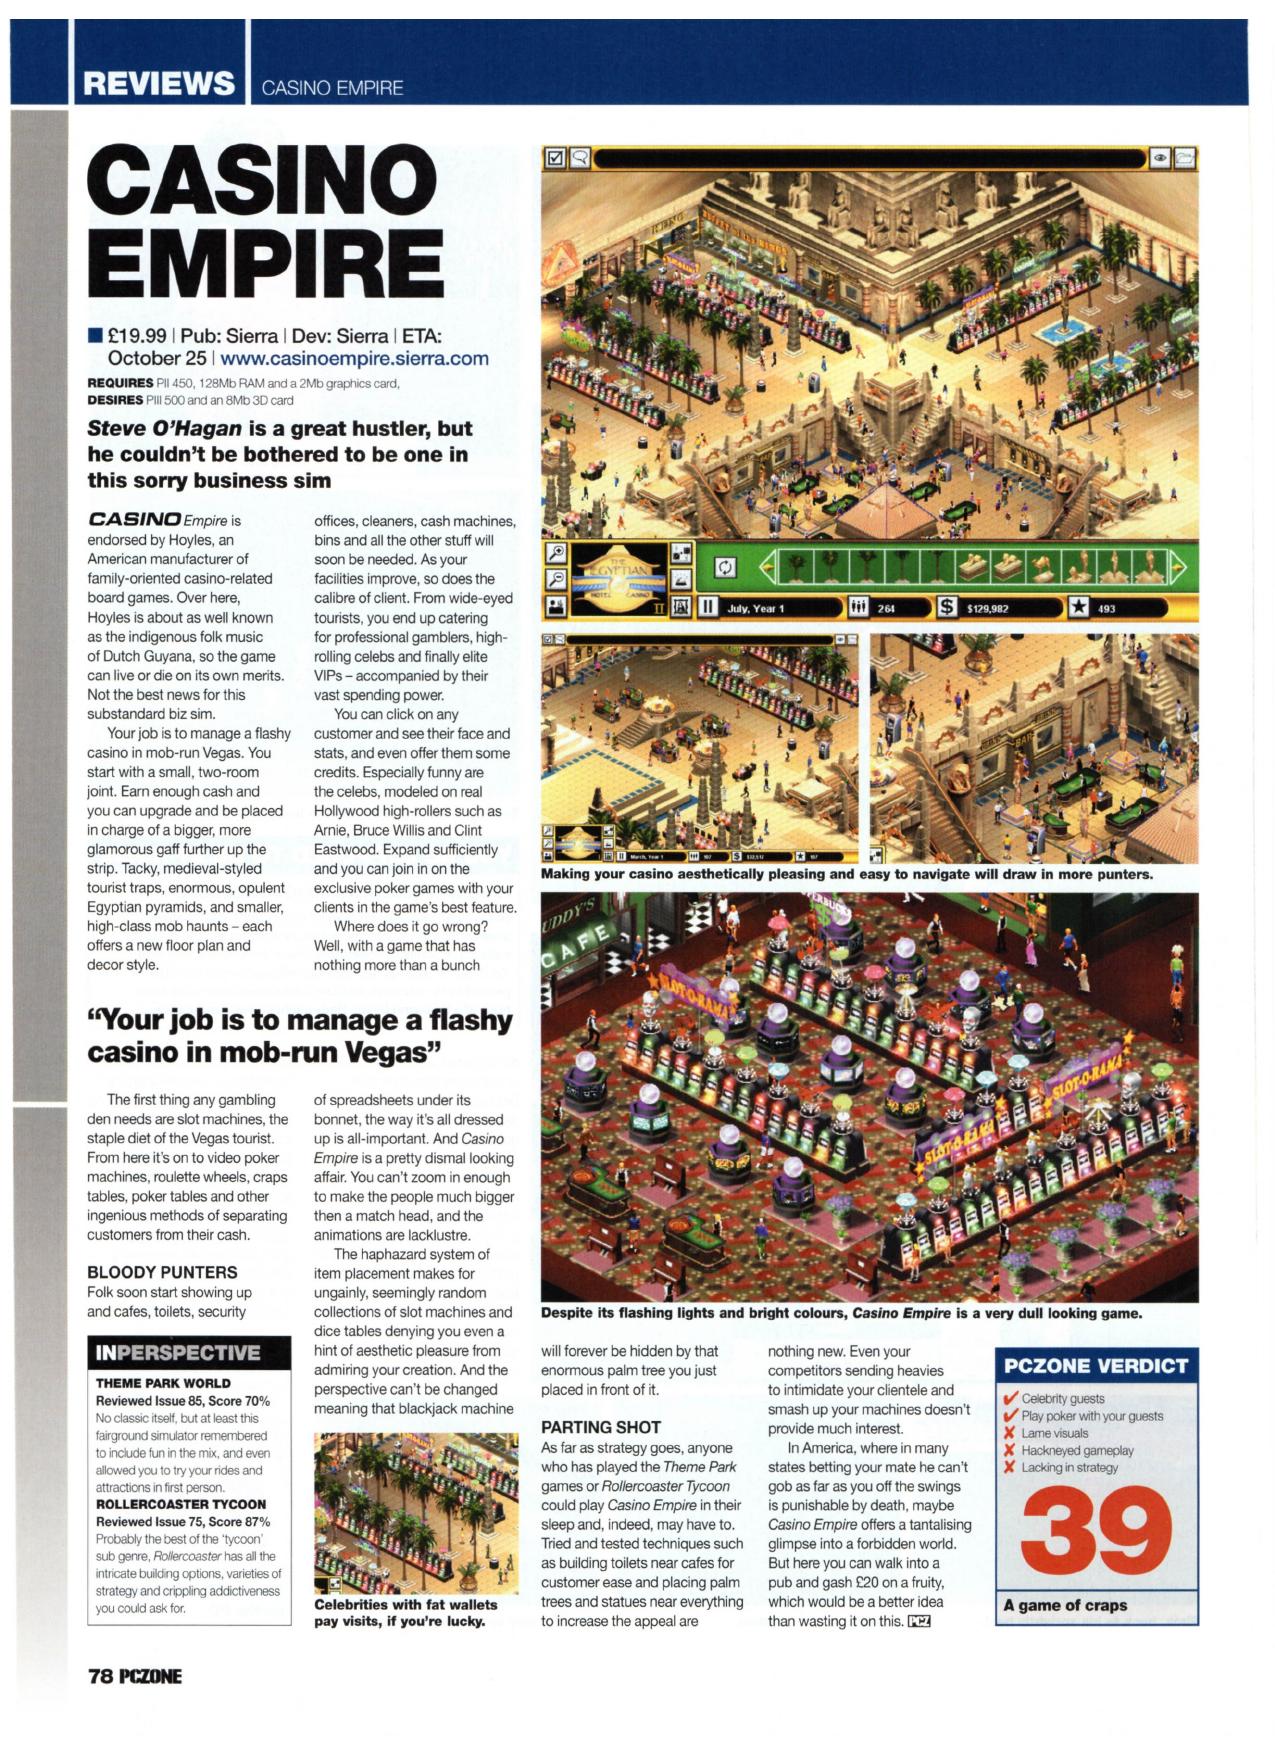 REVIEWS
CASINO EMPIRE
CASINO
EMPIRE
■ £19.99 | Pub: Sierra | Dev: Sierra | ETA:
October 25 | www.casinoempire.sierra.com
REQUIRES PII 450, 128Mb RAM and a 2Mb graphics card,
DESIRES PIII 500 and an 8Mb 3D card
Steve O'Hagan is a great hustler, but
he couldn't be bothered to be one in
this sorry business sim
CASINO Empire is
endorsed by Hoyles, an
American manufacturer of
family-oriented casino-related
board games. Over here,
Hoyles is about as well known
as the indigenous folk music
of Dutch Guyana, so the game
can live or die on its own merits.
Not the best news for this
substandard biz sim.
Your job is to manage a flashy
casino in mob-run Vegas. You
start with a small, two-room
joint. Earn enough cash and
you can upgrade and be placed
in charge of a bigger, more
glamorous gaff further up the
strip. Tacky, medieval-styled
tourist traps, enormous, opulent
Egyptian pyramids, and smaller,
high-class mob haunts – each
offers a new floor plan and
decor style.
"Your job is to manage a flashy
casino in mob-run Vegas"
The first thing any gambling
den needs are slot machines, the
staple diet of the Vegas tourist.
From here it's on to video poker
machines, roulette wheels, craps
tables, poker tables and other
ingenious methods of separating
customers from their cash.
BLOODY PUNTERS
Folk soon start showing up
and cafes, toilets, security
offices, cleaners, cash machines,
bins and all the other stuff will
soon be needed. As your
facilities improve, so does the
calibre of client. From wide-eyed
tourists, you end up catering
for professional gamblers, high-
rolling celebs and finally elite
VIPs – accompanied by their
vast spending power.
You can click on any
customer and see their face and
stats, and even offer them some
credits. Especially funny are
the celebs, modeled on real
Hollywood high-rollers such as
Arnie, Bruce Willis and Clint
Eastwood. Expand sufficiently
and you can join in on the
exclusive poker games with your
clients in the game's best feature.
Where does it go wrong?
Well, with a game that has
nothing more than a bunch
of spreadsheets under its
bonnet, the way it's all dressed
up is all-important. And Casino
Empire is a pretty dismal looking
affair. You can't zoom in enough
to make the people much bigger
then a match head, and the
animations are lacklustre.
The haphazard system of
item placement makes for
ungainly, seemingly random
collections of slot machines and
dice tables denying you even a
hint of aesthetic pleasure from
admiring your creation. And the
perspective can't be changed
meaning that blackjack machine
will forever be hidden by that
enormous palm tree you just
placed in front of it.
PARTING SHOT
As far as strategy goes, anyone
who has played the Theme Park
games or Rollercoaster Tycoon
could play Casino Empire in their
sleep and, indeed, may have to.
Tried and tested techniques such
as building toilets near cafes for
customer ease and placing palm
trees and statues near everything
to increase the appeal are
nothing new. Even your
competitors sending heavies
to intimidate your clientele and
smash up your machines doesn't
provide much interest.
In America, where in many
states betting your mate he can't
gob as far as you off the swings
is punishable by death, maybe
Casino Empire offers a tantalising
glimpse into a forbidden world.
But here you can walk into a
pub and gash £20 on a fruity,
which would be a better idea
than wasting it on this. PCZ
INPERSPECTIVE
THEME PARK WORLD
Reviewed Issue 85, Score 70%
No classic itself, but at least this
fairground simulator remembered
to include fun in the mix, and even
allowed you to try your rides and
attractions in first person.
ROLLERCOASTER TYCOON
Reviewed Issue 75, Score 87%
Probably the best of the 'tycoon'
sub genre, Rollercoaster has all the
intricate building options, varieties of
strategy and crippling addictiveness
you could ask for.
Celebrities with fat wallets
pay visits, if you're lucky.
KENO
THE
EGYPTIAN
HOTEL CASINO
II
July, Year 1
264
$
$129,982
493
March, Year 1
107
$
107
BAR
Making your casino aesthetically pleasing and easy to navigate will draw in more punters.
CAFE
SLOT-O-RAMA
SLOT-O-RAMA
SLOT-O-RAMA
Despite its flashing lights and bright colours, Casino Empire is a very dull looking game.
PCZONE VERDICT
✓ Celebrity guests
✓ Play poker with your guests
✗ Lame visuals
✗ Hackneyed gameplay
✗ Lacking in strategy
39
A game of craps
78 PCZONE